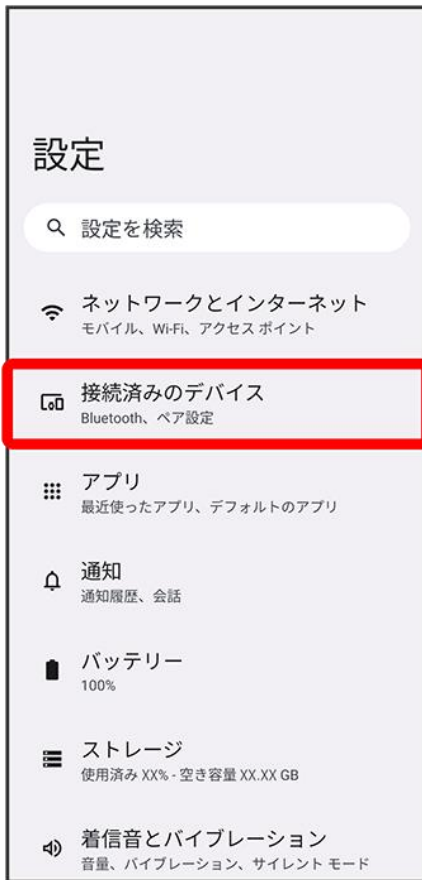 設定
設定を検索
ネットワークとインターネット
モバイル、Wi-Fi、アクセス ポイント
接続済みのデバイス
Bluetooth、ペア設定
アプリ
最近使ったアプリ、デフォルトのアプリ
通知
通知履歴、会話
バッテリー
100%
ストレージ
使用済み XX% - 空き容量 XX.XX GB
着信音とバイブレーション
音量、バイブレーション、サイレント モード